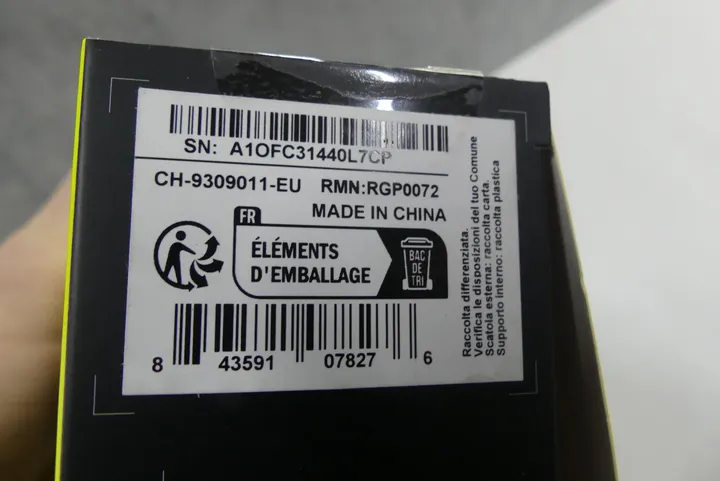 SN: A1OFC31440L7CP
CH-9309011-EU RMN:RGP0072
MADE IN CHINA
FR
ÉLÉMENTS
D'EMBALLAGE
BAC
DE
TRI
8 43591 07827 6
Raccolta differenziata.
Verifica le disposizioni del tuo Comune
Scatola esterna: raccolta carta.
Supporto interno: raccolta plastica